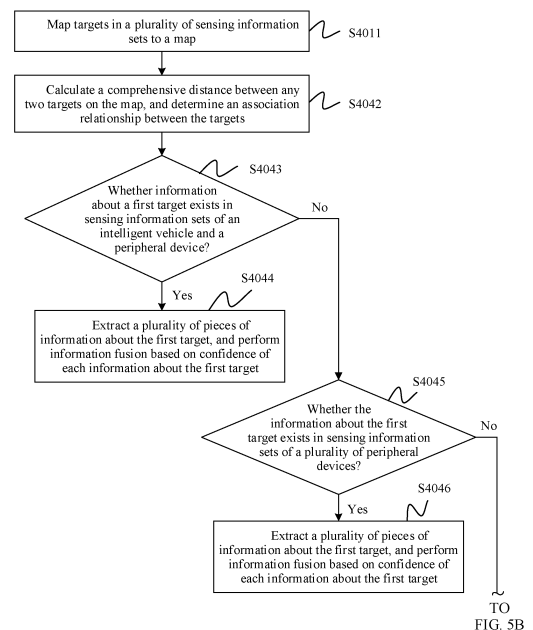 Map targets in a plurality of sensing information
sets to a map
S4011
Calculate a comprehensive distance between any
two targets on the map, and determine an association
relationship between the targets
S4042
S4043
Whether information
about a first target exists in
sensing information sets of an
intelligent vehicle and a
peripheral device?
No
Yes
S4044
Extract a plurality of pieces of
information about the first target, and perform
information fusion based on confidence of
each information about the first target
S4045
Whether the
information about the first
target exists in sensing information
sets of a plurality of peripheral
devices?
No
Yes
S4046
Extract a plurality of pieces of
information about the first target, and perform
information fusion based on confidence of
each information about the first target
TO
FIG. 5B